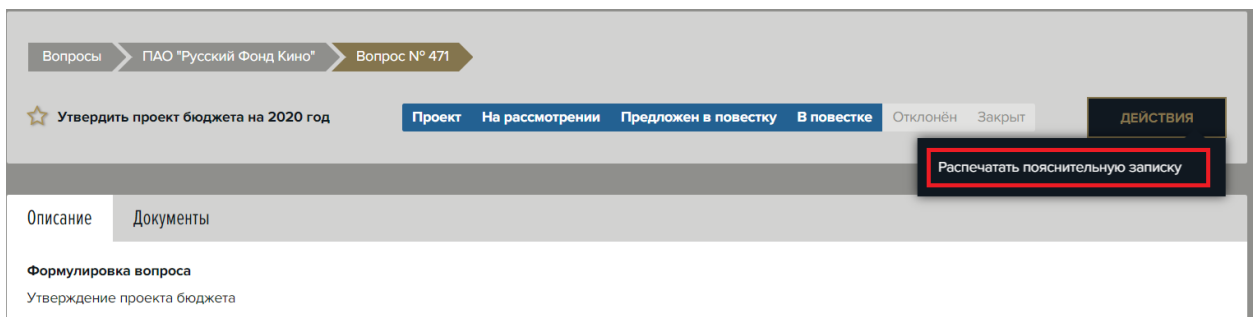 Вопросы ПАО "Русский Фонд Кино" Вопрос № 471
Утвердить проект бюджета на 2020 год Проект На рассмотрении Предложен в повестку В повестке Отклонён Закрыт ДЕЙСТВИЯ
Распечатать пояснительную записку
Описание Документы
Формулировка вопроса
Утверждение проекта бюджета